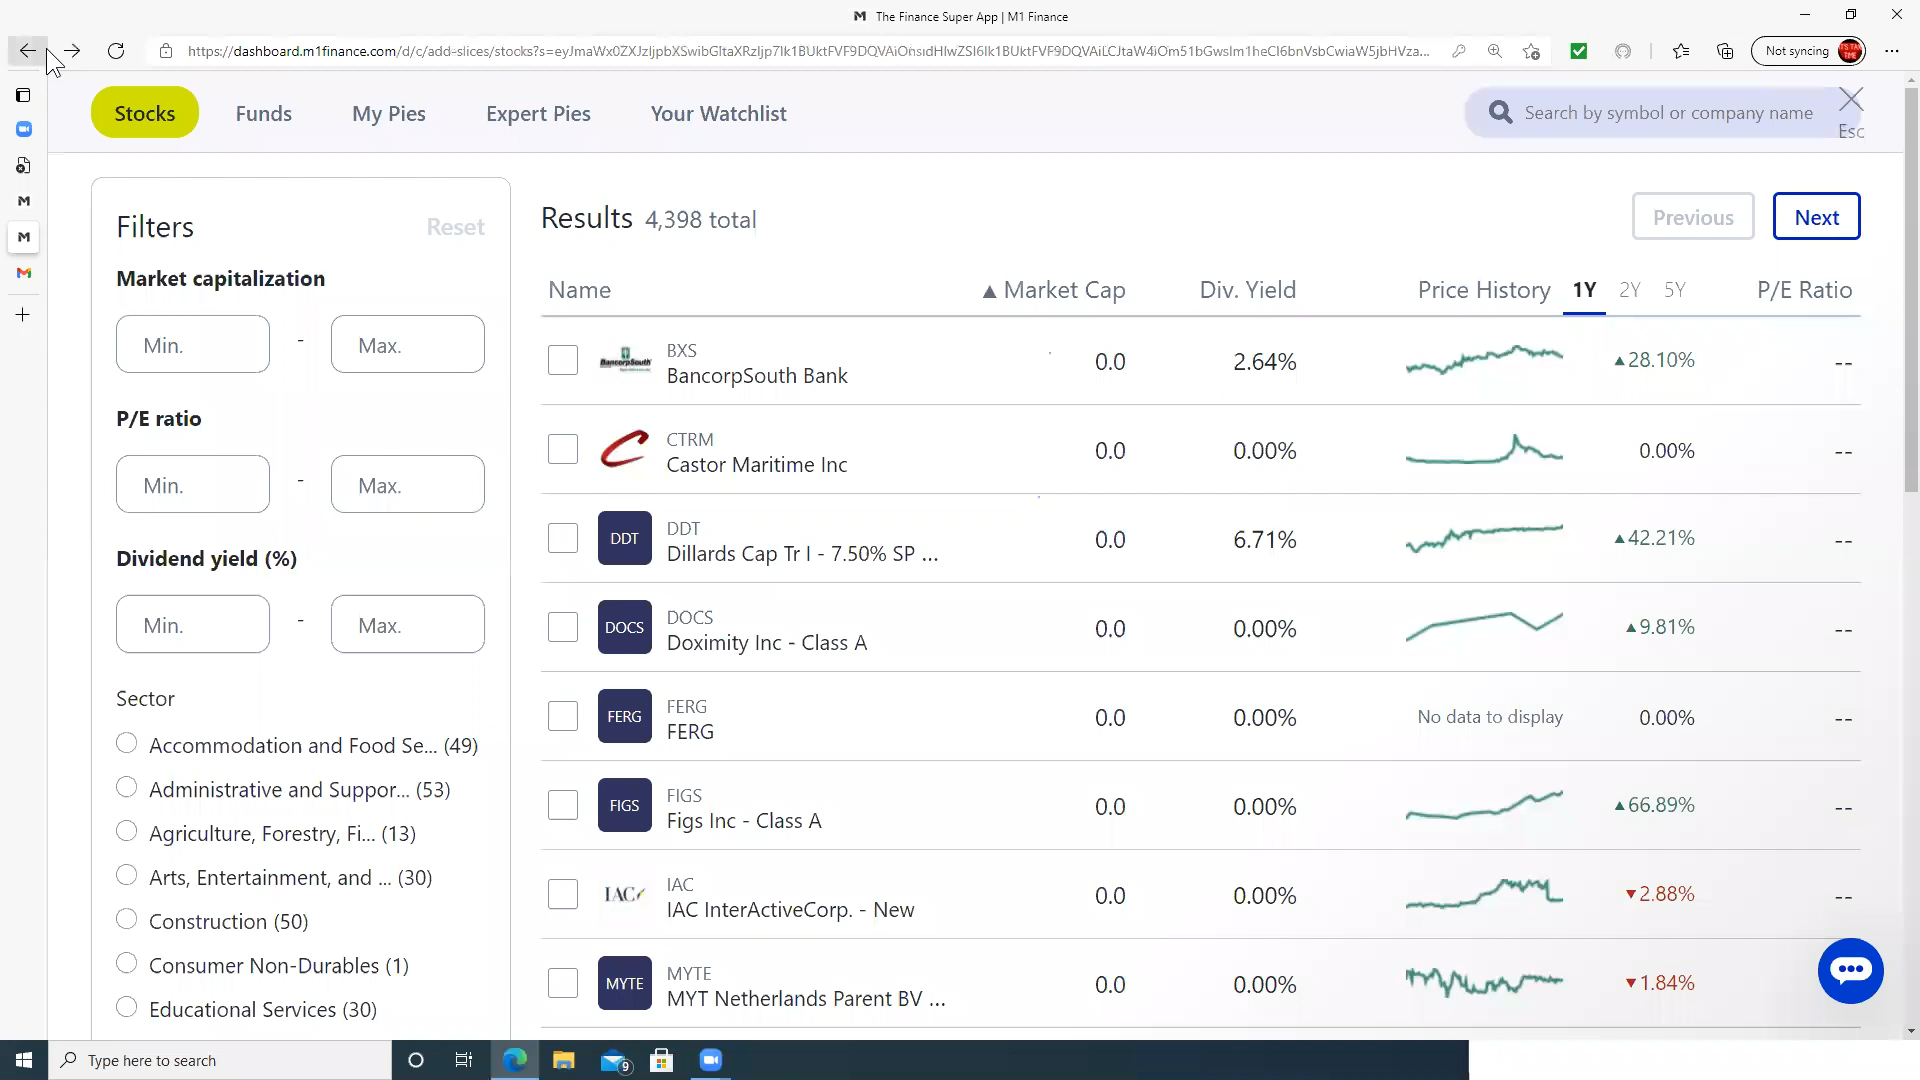 The Finance Super App | M1 Finance
Not syncing
Stocks
Funds
My Pies
Expert Pies
Your Watchlist
Search by symbol or company name
Esc
Filters
Reset
Market capitalization
Min.
-
Max.
P/E ratio
Min.
-
Max.
Dividend yield (%)
Min.
-
Max.
Sector
Accommodation and Food Se... (49)
Administrative and Suppor... (53)
Agriculture, Forestry, Fi... (13)
Arts, Entertainment, and ... (30)
Construction (50)
Consumer Non-Durables (1)
Educational Services (30)
Results 4,398 total
Previous
Next
Name ▲ Market Cap Div. Yield Price History 1Y 2Y 5Y P/E Ratio
BancorpSouth
BXS
BancorpSouth Bank
0.0 2.64% ▲28.10% --
CTRM
Castor Maritime Inc
0.0 0.00% 0.00% --
DDT
DDT
Dillards Cap Tr I - 7.50% SP ...
0.0 6.71% ▲42.21% --
DOCS
DOCS
Doximity Inc - Class A
0.0 0.00% ▲9.81% --
FERG
FERG
FERG
0.0 0.00% No data to display 0.00% --
FIGS
FIGS
Figs Inc - Class A
0.0 0.00% ▲66.89% --
IAC
IAC
IAC InterActiveCorp. - New
0.0 0.00% ▼2.88% --
MYTE
MYTE
MYT Netherlands Parent BV ...
0.0 0.00% ▼1.84% --
Type here to search
9